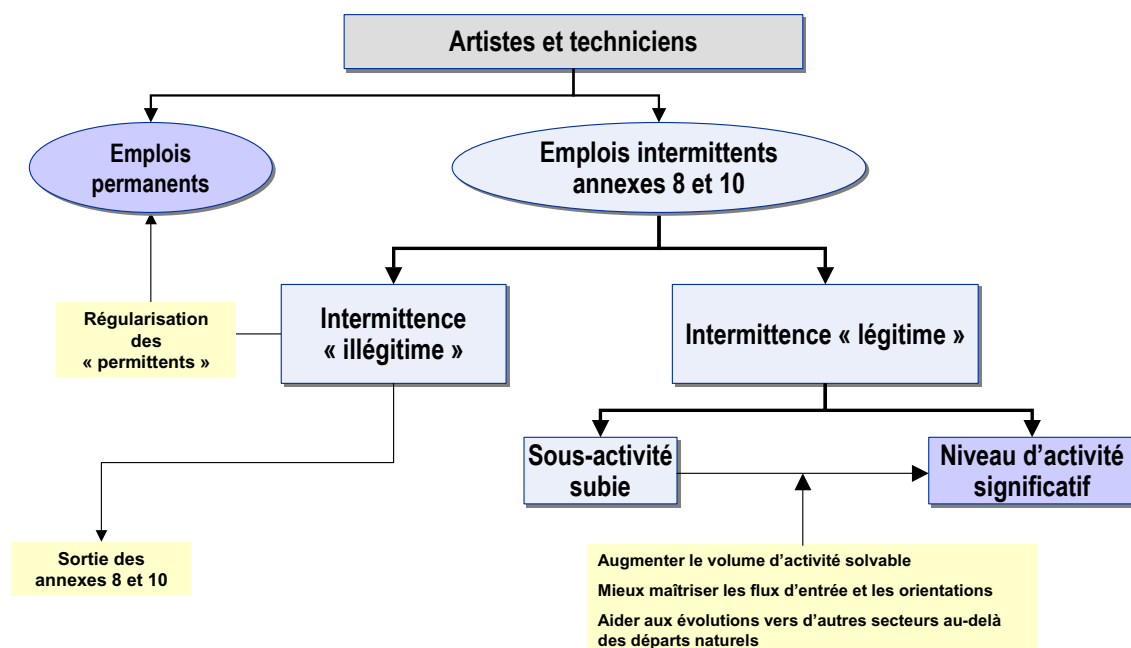 Artistes et techniciens
Emplois
permanents
Emplois intermittents
annexes 8 et 10
Régularisation
des
« permittents »
Intermittence
« illégitime »
Intermittence « légitime »
Sous-activité
subie
Niveau d’activité
significatif
Sortie des
annexes 8 et 10
Augmenter le volume d’activité solvable
Mieux maîtriser les flux d’entrée et les orientations
Aider aux évolutions vers d’autres secteurs au-delà
des départs naturels